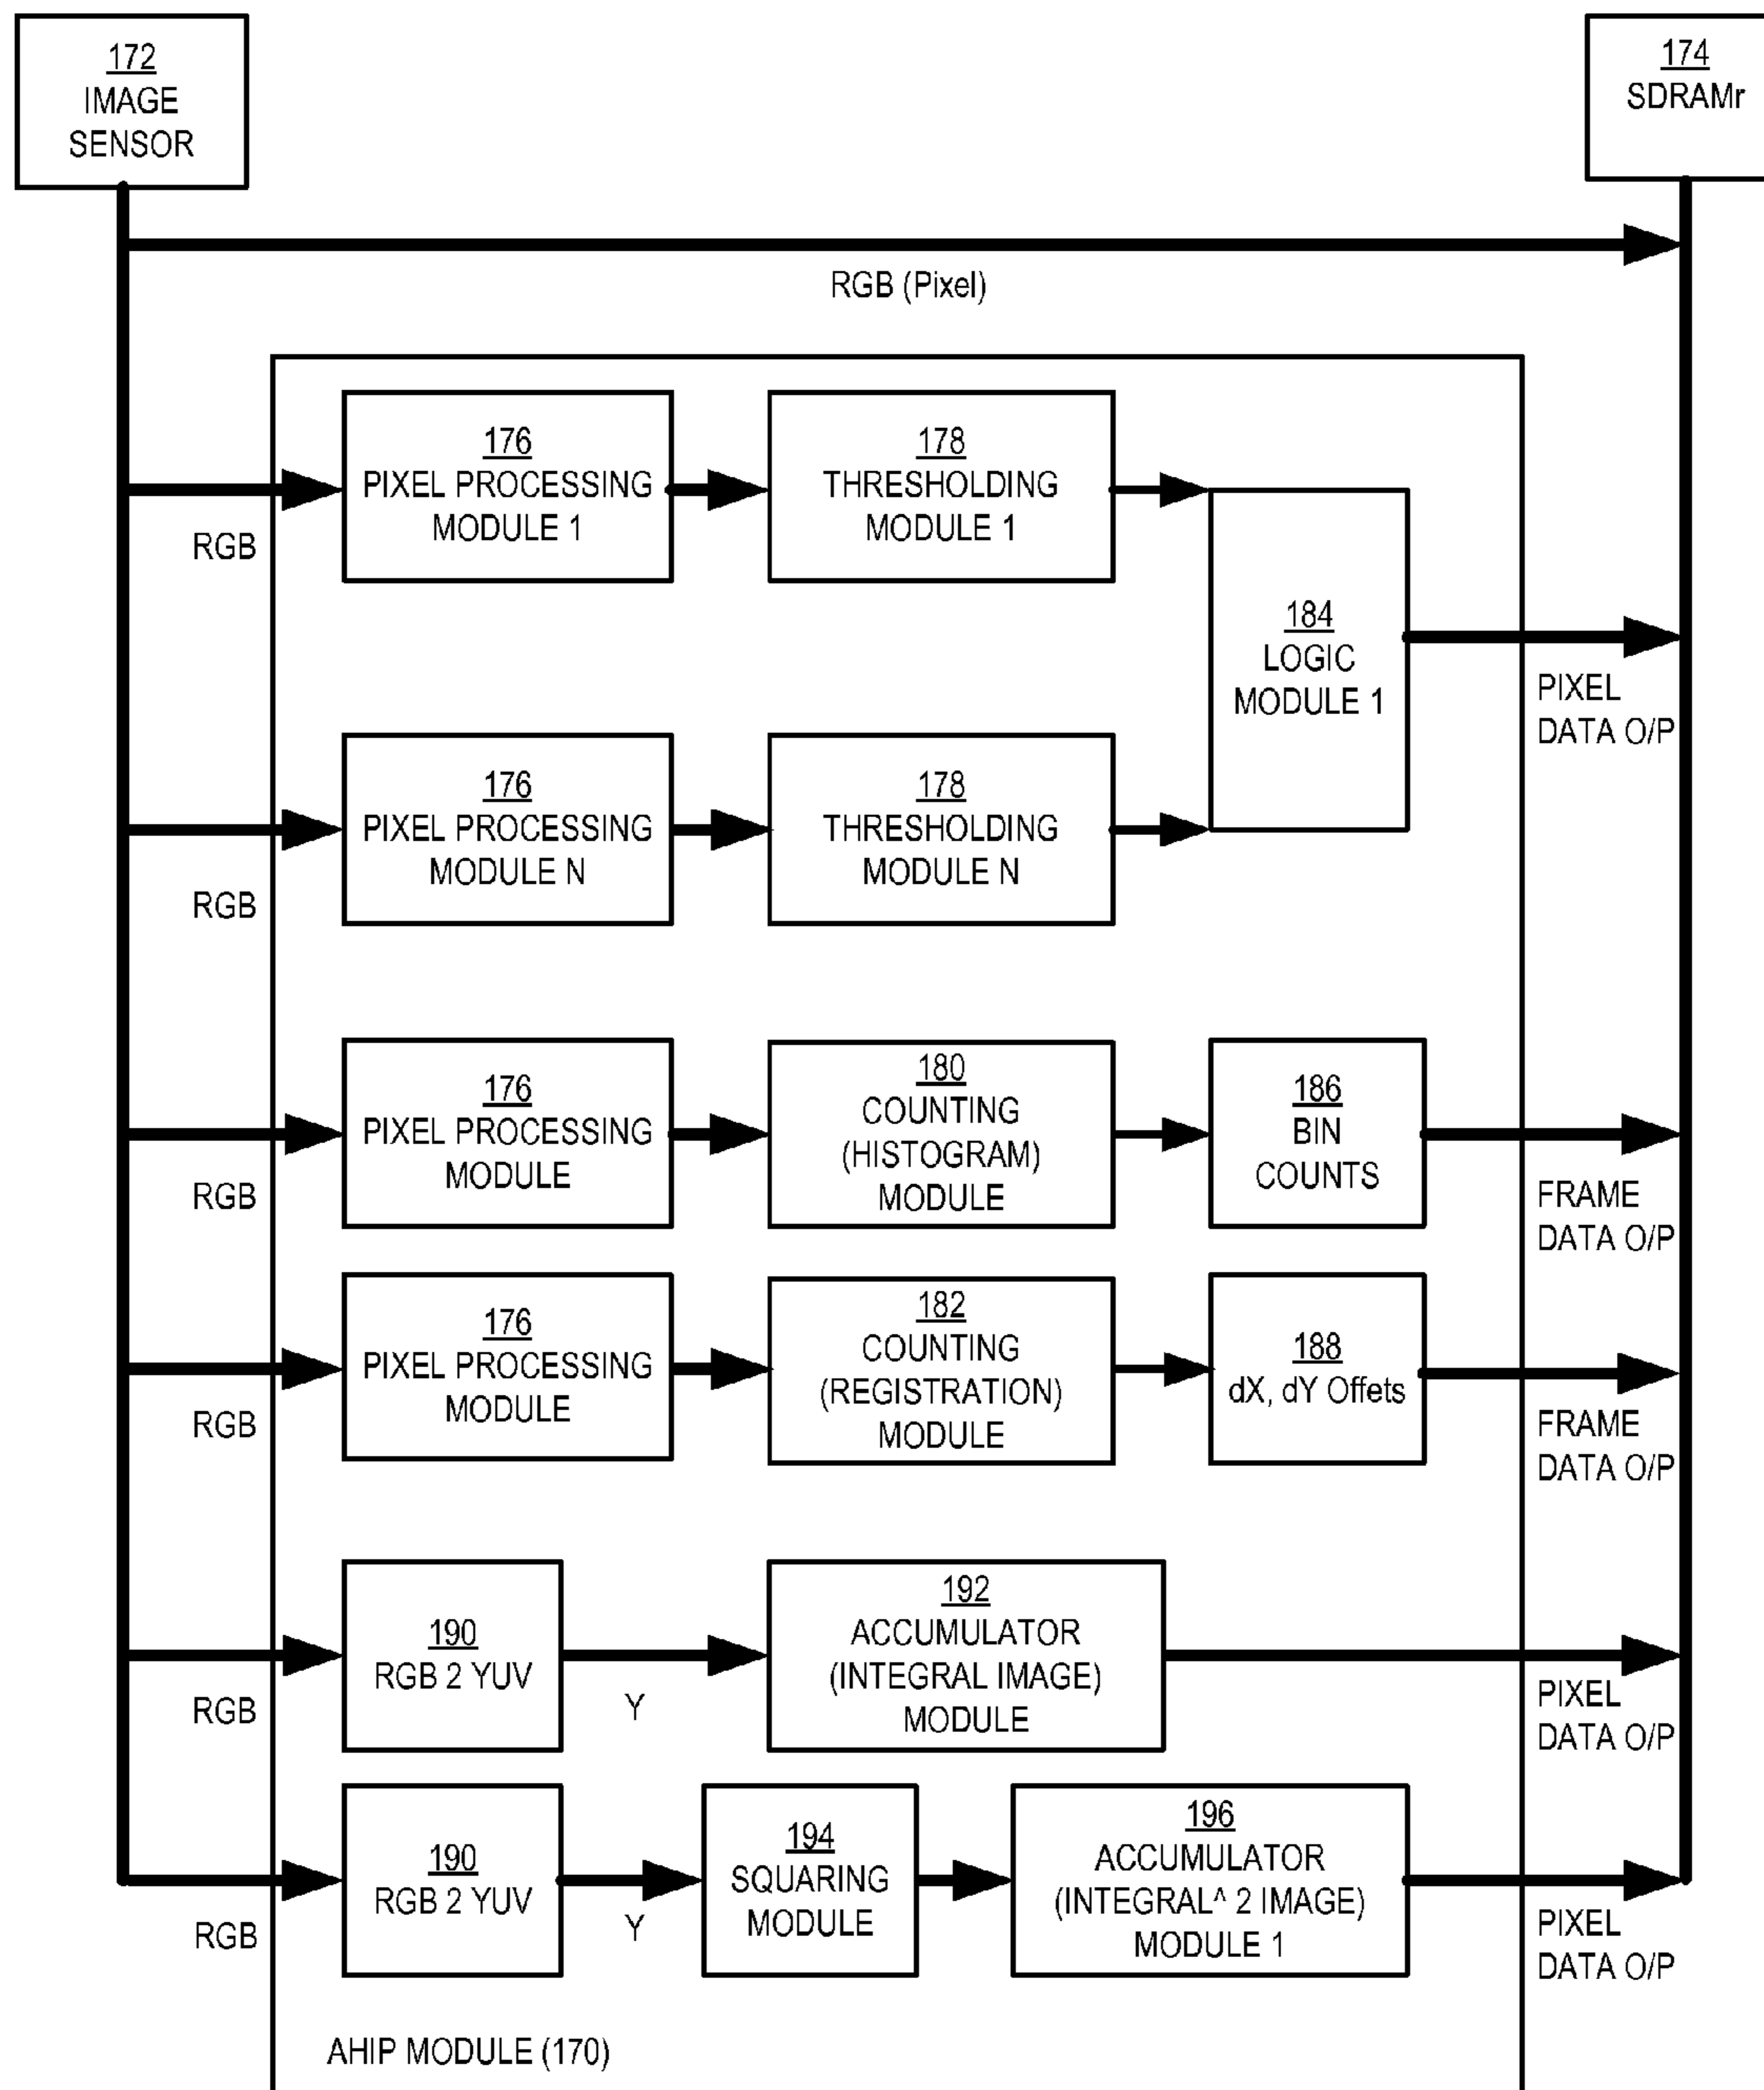 172
IMAGE
SENSOR
174
SDRAMr
RGB (Pixel)
176
PIXEL PROCESSING
MODULE 1
178
THRESHOLDING
MODULE 1
RGB
184
LOGIC
MODULE 1
PIXEL
DATA O/P
176
PIXEL PROCESSING
MODULE N
178
THRESHOLDING
MODULE N
RGB
176
PIXEL PROCESSING
MODULE
180
COUNTING
(HISTOGRAM)
MODULE
186
BIN
COUNTS
RGB
FRAME
DATA O/P
176
PIXEL PROCESSING
MODULE
182
COUNTING
(REGISTRATION)
MODULE
188
dX, dY Offets
RGB
FRAME
DATA O/P
190
RGB 2 YUV
192
ACCUMULATOR
(INTEGRAL IMAGE)
MODULE
RGB
Y
PIXEL
DATA O/P
190
RGB 2 YUV
194
SQUARING
MODULE
196
ACCUMULATOR
(INTEGRAL^ 2 IMAGE)
MODULE 1
RGB
Y
PIXEL
DATA O/P
AHIP MODULE (170)